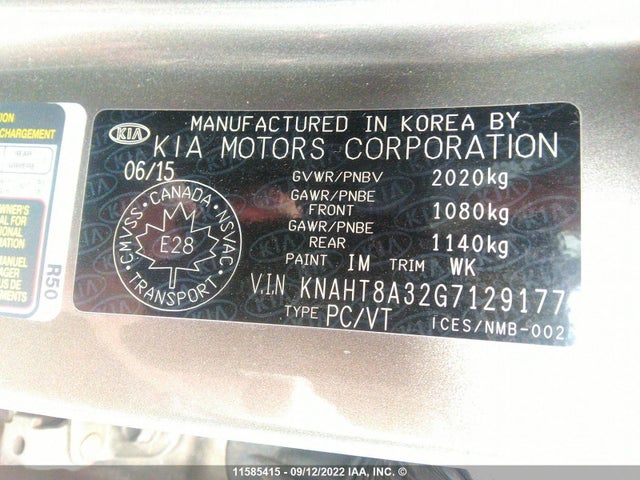 ION
CHARGEMENT
R50
KIA
MANUFACTURED IN KOREA BY
KIA MOTORS CORPORATION
06/15
GVWR/PNBV 2020kg
GAWR/PNBE
FRONT 1080kg
GAWR/PNBE
REAR 1140kg
PAINT IM TRIM WK
V.I.N KNAHT8A32G7129177
TYPE PC/VT ICES/NMB-002
CANADA
CMVSS NSVAC
E28
TRANSPORT
11585415 - 09/12/2022 IAA, INC. ©